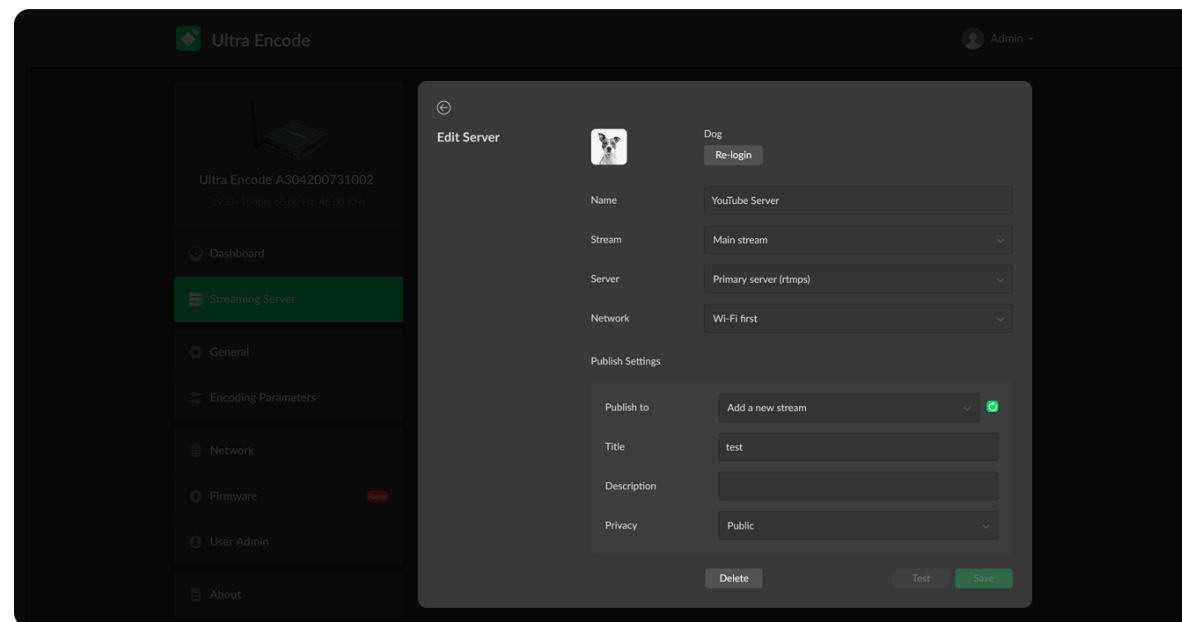 Ultra Encode
Admin
Ultra Encode A304200731002
1920×1080p, 60.00 Hz, 48.00 KHz
Dashboard
Streaming Server
General
Encoding Parameters
Network
Firmware New
User Admin
About
Edit Server
Dog
Re-login
Name YouTube Server
Stream Main stream
Server Primary server (rtmps)
Network Wi-Fi first
Publish Settings
Publish to Add a new stream
Title test
Description
Privacy Public
Delete Test Save